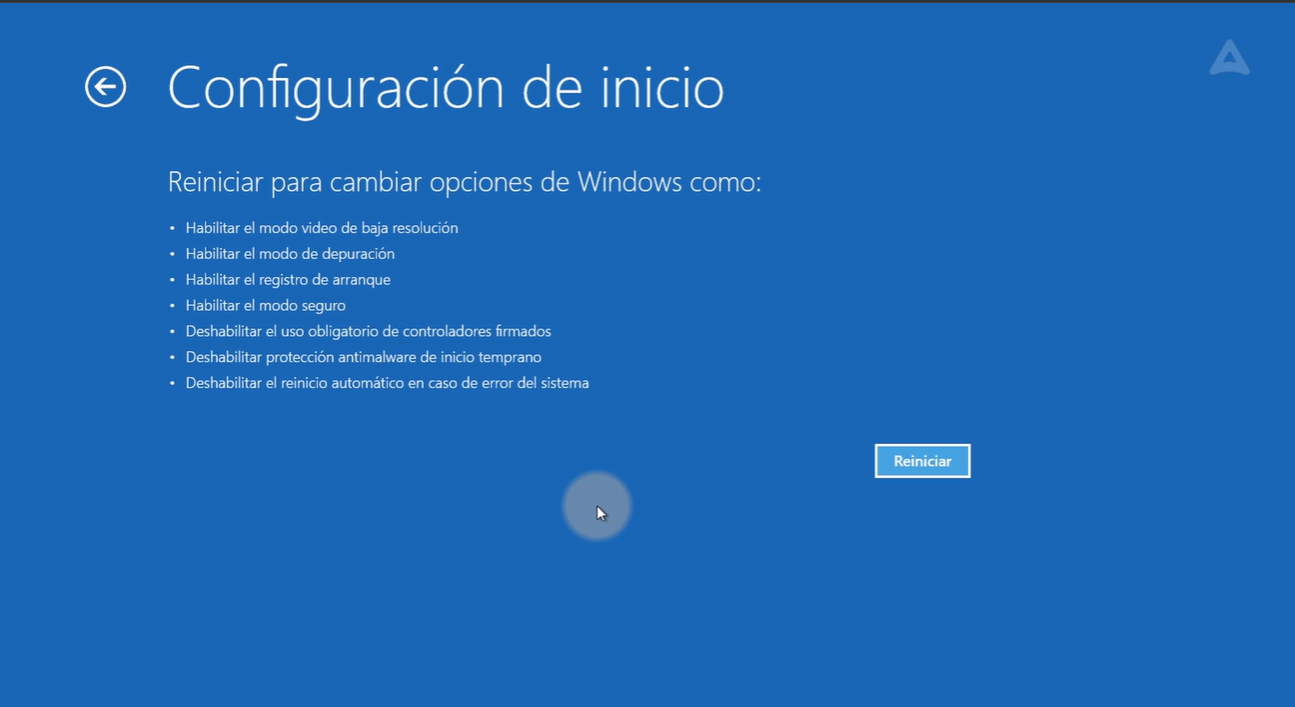 Configuración de inicio
Reiniciar para cambiar opciones de Windows como:
• Habilitar el modo video de baja resolución
• Habilitar el modo de depuración
• Habilitar el registro de arranque
• Habilitar el modo seguro
• Deshabilitar el uso obligatorio de controladores firmados
• Deshabilitar protección antimalware de inicio temprano
• Deshabilitar el reinicio automático en caso de error del sistema
Reiniciar